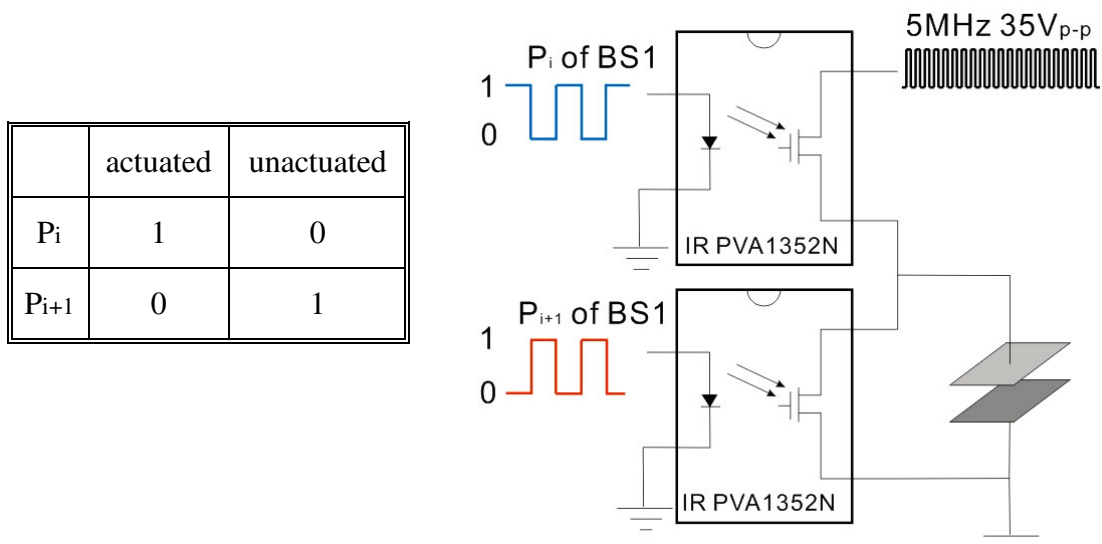 actuated unactuated
Pi 1 0
Pi+1 0 1
5MHz 35Vp-p
Pi of BS1
1
0
IR PVA1352N
Pi+1 of BS1
1
0
IR PVA1352N